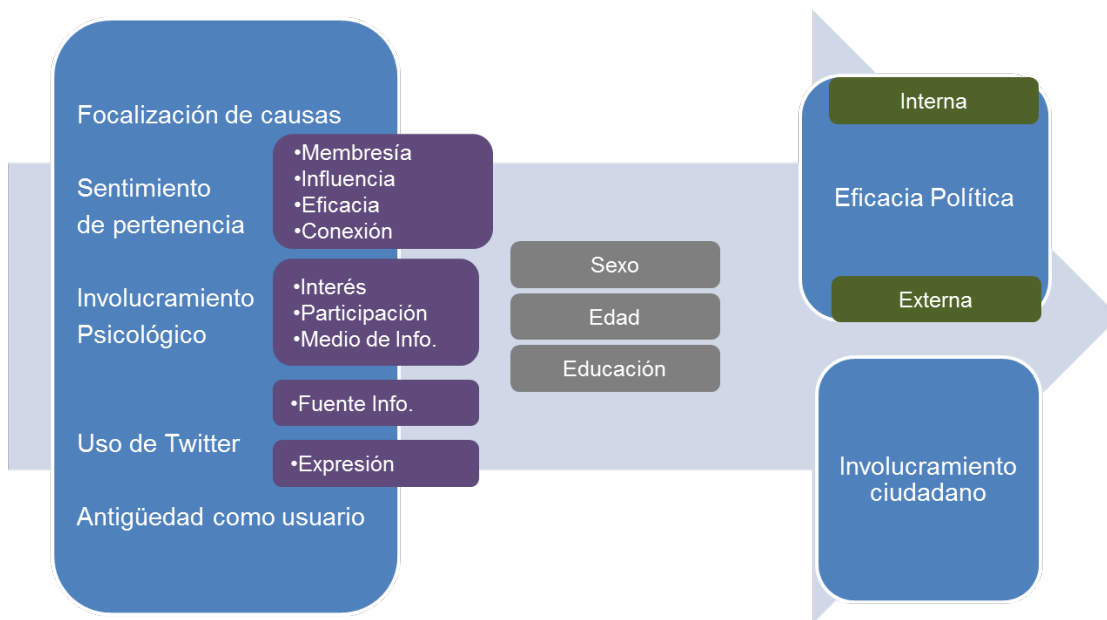 Focalización de causas
Sentimiento
de pertenencia
•Membresía
•Influencia
•Eficacia
•Conexión
Involucramiento
Psicológico
•Interés
•Participación
•Medio de Info.
Uso de Twitter
•Fuente Info.
•Expresión
Antigüedad como usuario
Sexo
Edad
Educación
Interna
Eficacia Política
Externa
Involucramiento
ciudadano